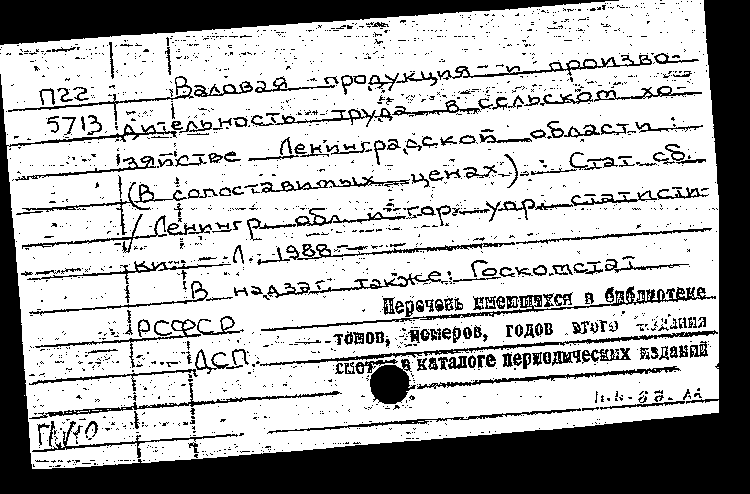 П22 Валовая продукция и произво-
5713 дительность труда в сельском хо-
зяйстве Ленинградской области :
(В сопоставимых ценах) : Стат. сб.
/ Ленингр. обл. и гор. упр. статисти-
ки. - Л., 1988-
В надзаг. также: Госкомстат
РСФСР
ДСП
Перечень имеющихся в библиотеке
томов, номеров, годов этого издания
смотри в каталоге периодических изданий